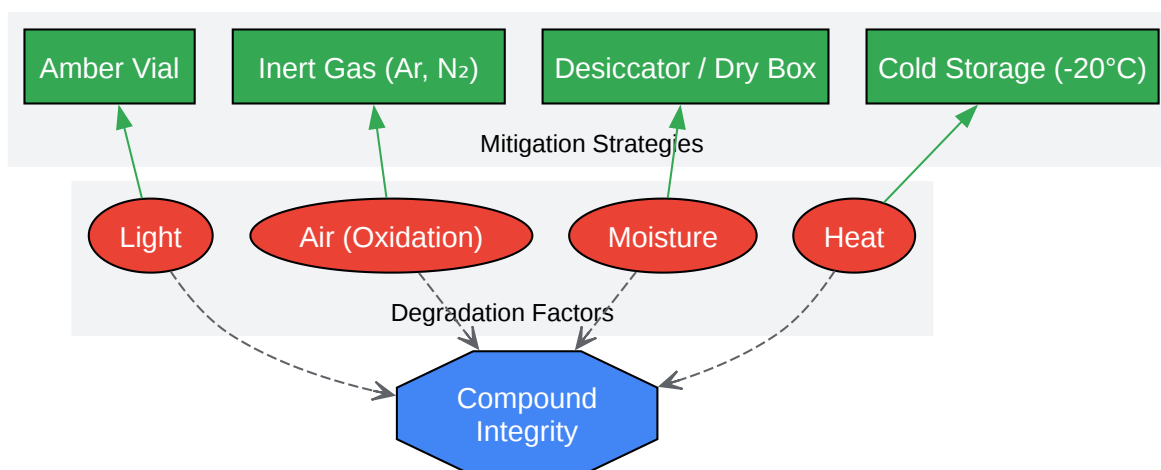 Amber Vial
Inert Gas (Ar, N₂)
Desiccator / Dry Box
Cold Storage (-20°C)
Mitigation Strategies
Light
Air (Oxidation)
Moisture
Heat
Degradation Factors
Compound
Integrity